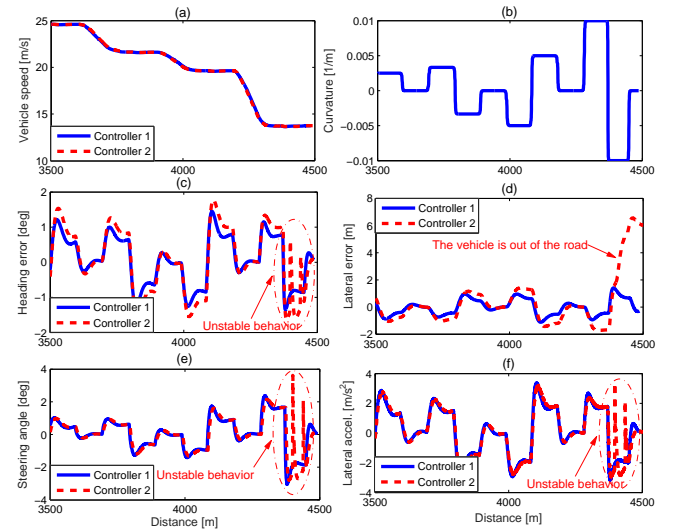 (a)
25
20
15
10
3500
4000
4500
Vehicle speed [m/s]
Controller 1
Controller 2
(b)
0.01
0.005
0
−0.005
−0.01
3500
4000
4500
Curvature [1/m]
(c)
2
1
0
−1
−2
3500
4000
4500
Heading error [deg]
Controller 1
Controller 2
Unstable behavior
(d)
8
6
4
2
0
−2
3500
4000
4500
Lateral error [m]
Controller 1
Controller 2
The vehicle is out of the road
(e)
4
2
0
−2
−4
3500
4000
4500
Steering angle [deg]
Distance [m]
Controller 1
Controller 2
Unstable behavior
(f)
4
2
0
−2
−4
3500
4000
4500
Lateral accel. [m/s²]
Distance [m]
Controller 1
Controller 2
Unstable behavior